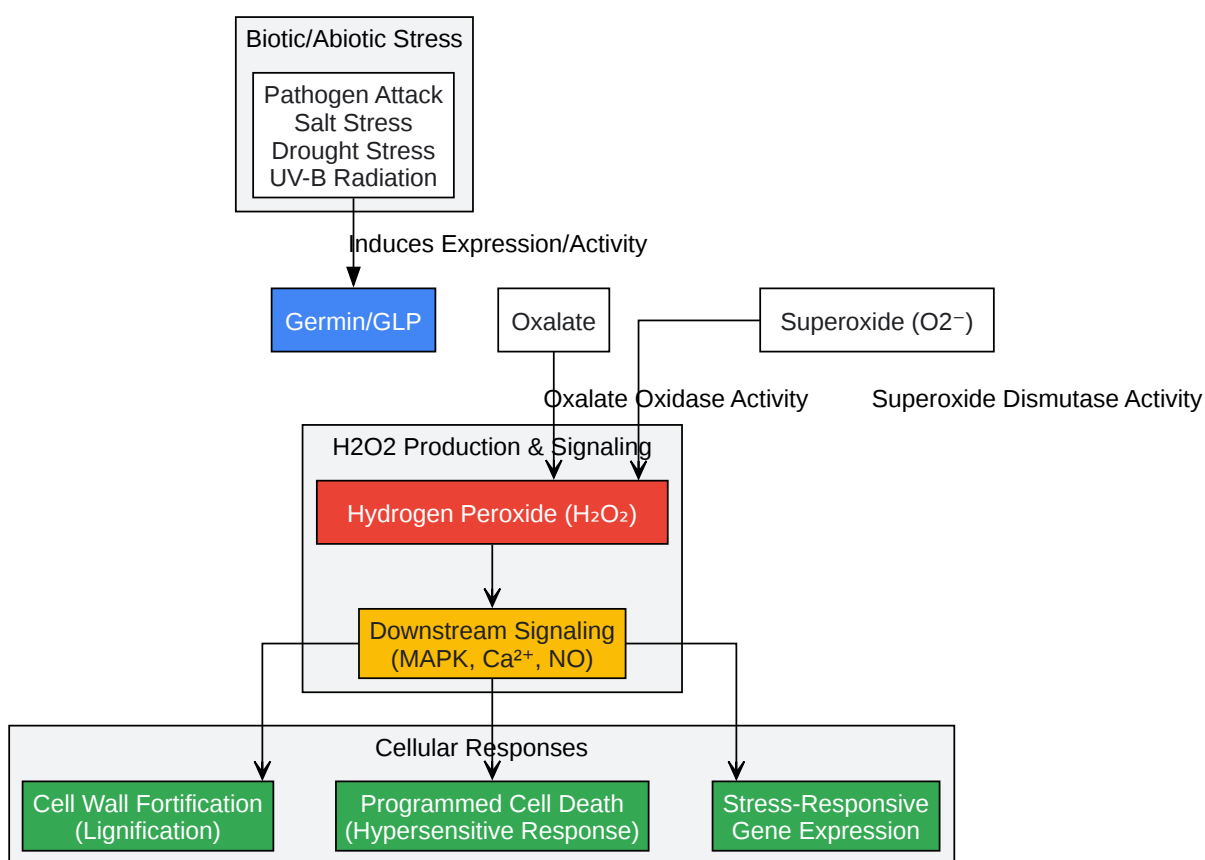 Biotic/Abiotic Stress
Pathogen Attack
Salt Stress
Drought Stress
UV-B Radiation
Induces Expression/Activity
Germin/GLP
Oxalate
Superoxide (O2⁻)
Oxalate Oxidase Activity
Superoxide Dismutase Activity
H2O2 Production & Signaling
Hydrogen Peroxide (H₂O₂)
Downstream Signaling
(MAPK, Ca²⁺, NO)
Cellular Responses
Cell Wall Fortification
(Lignification)
Programmed Cell Death
(Hypersensitive Response)
Stress-Responsive
Gene Expression